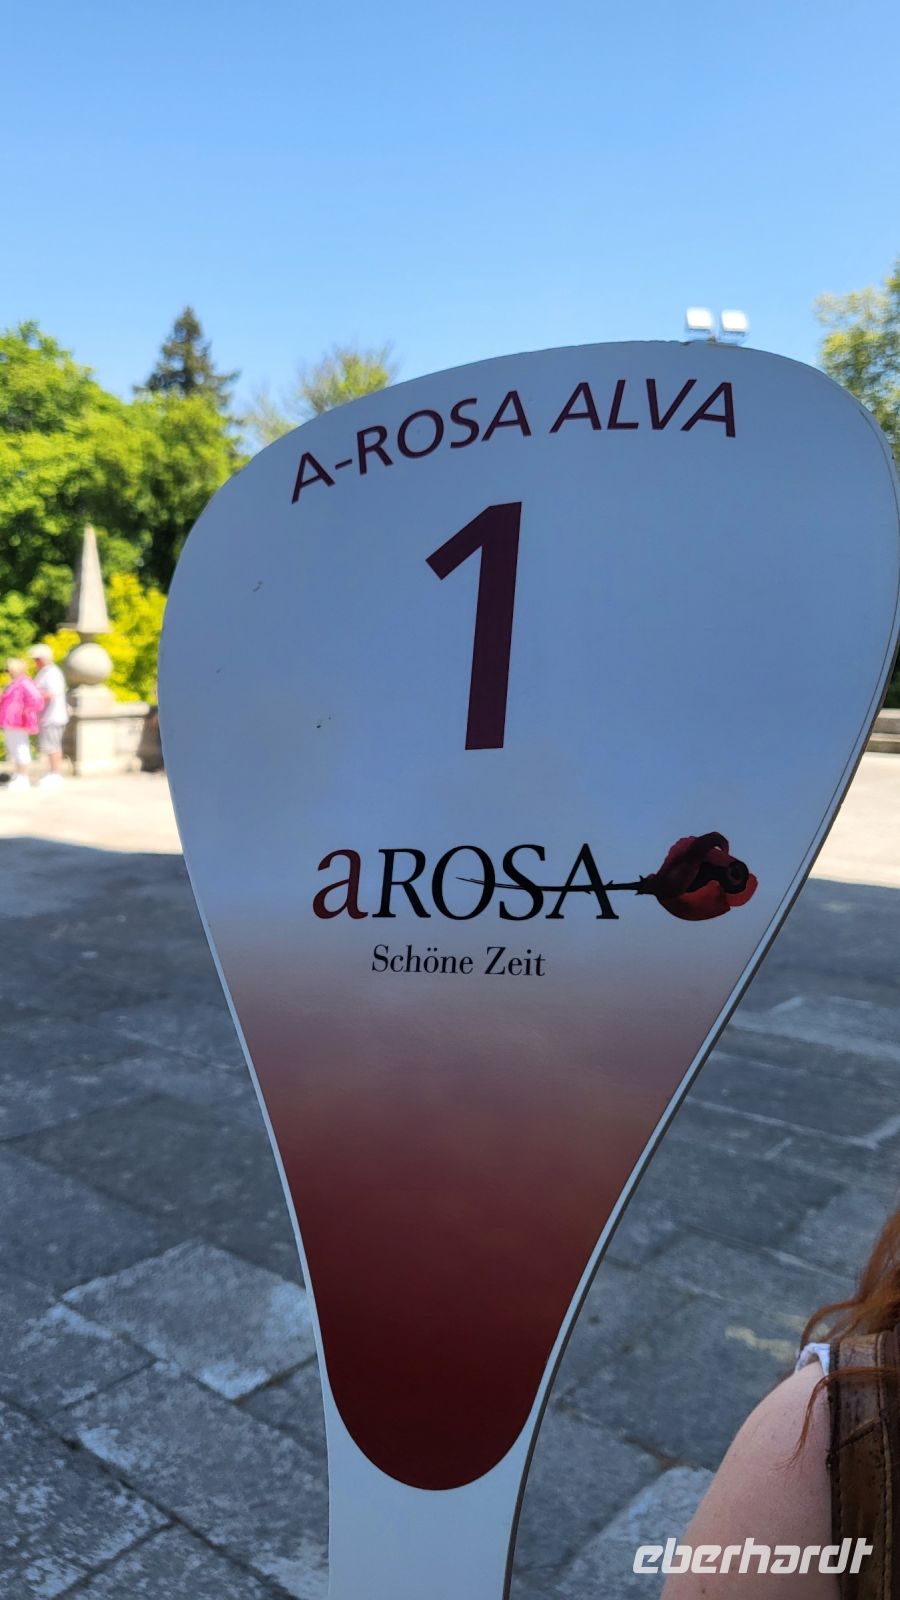 A-ROSA ALVA
1
aROSA
Schöne Zeit
eberhardt